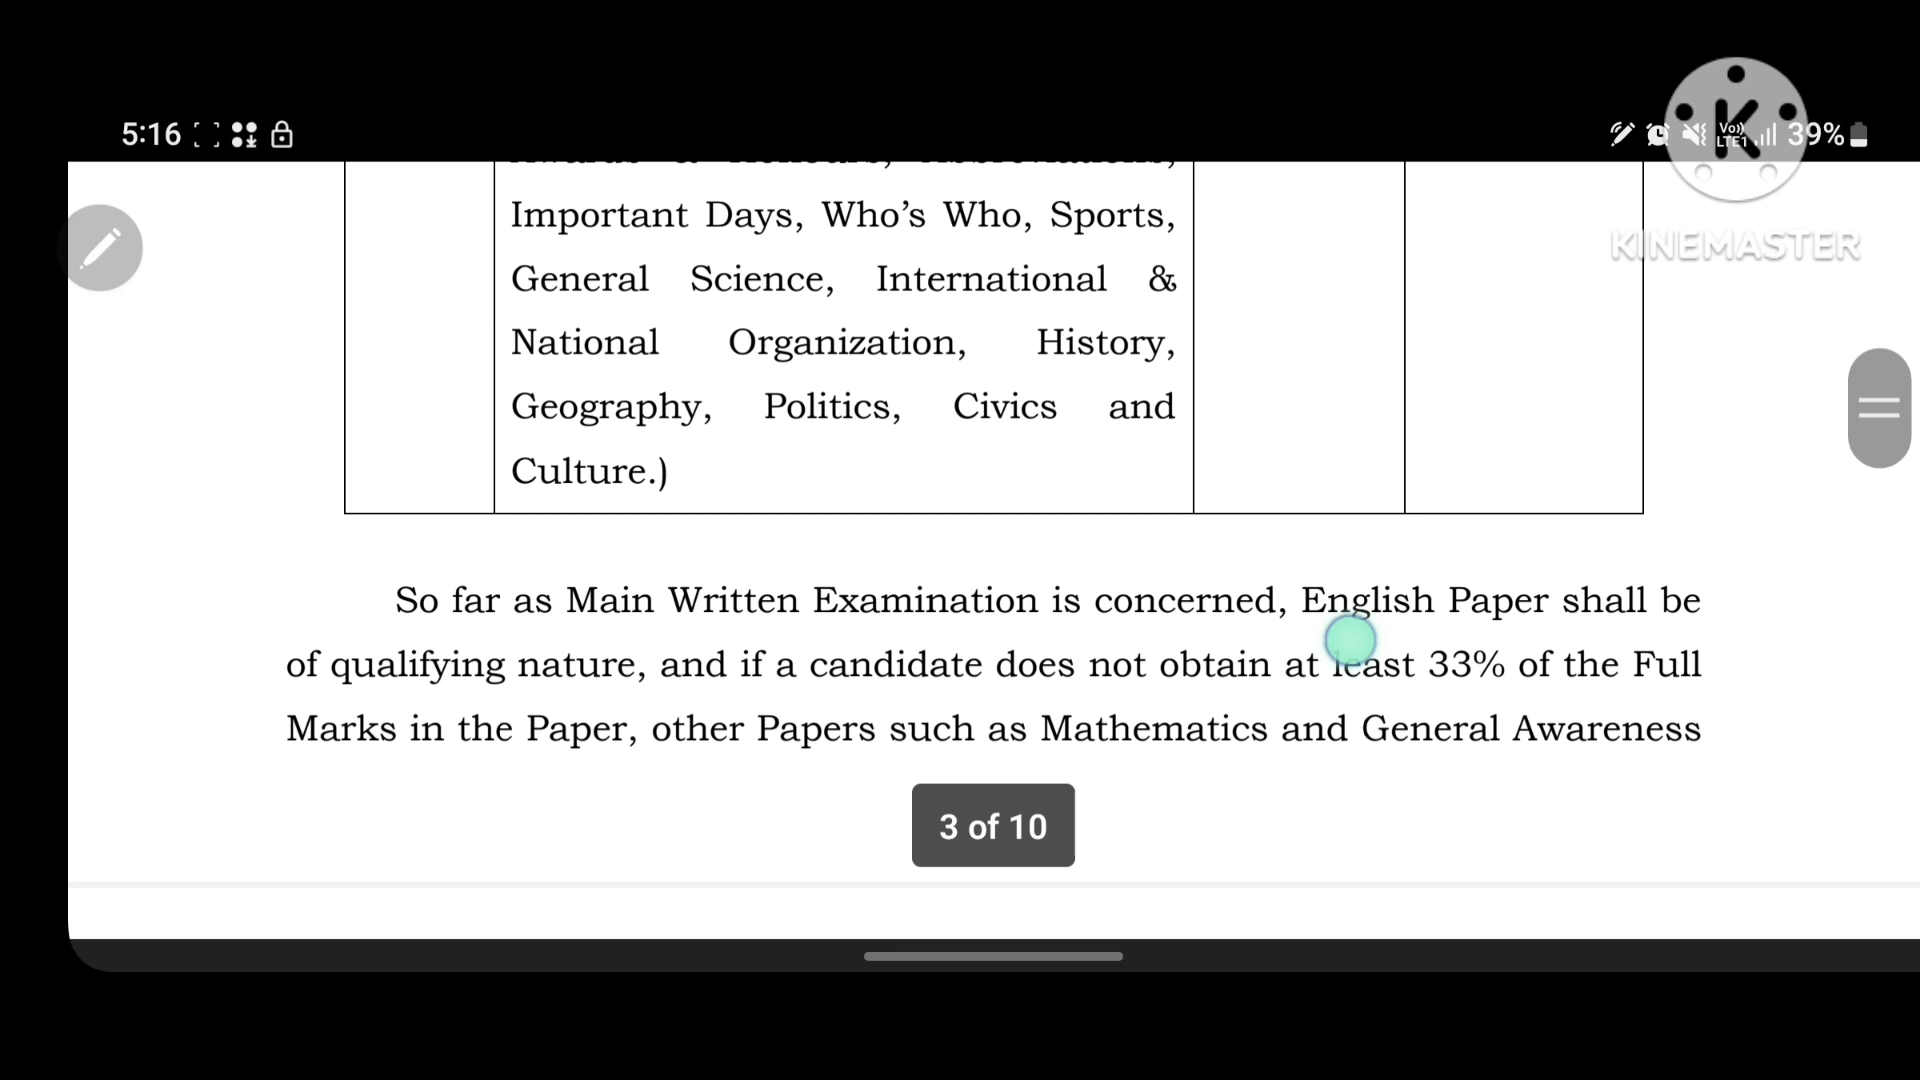 5:16
Vo)) LTE1 39%
KINEMASTER
Important Days, Who’s Who, Sports,
General Science, International &
National Organization, History,
Geography, Politics, Civics and
Culture.)
So far as Main Written Examination is concerned, English Paper shall be
of qualifying nature, and if a candidate does not obtain at least 33% of the Full
Marks in the Paper, other Papers such as Mathematics and General Awareness
3 of 10